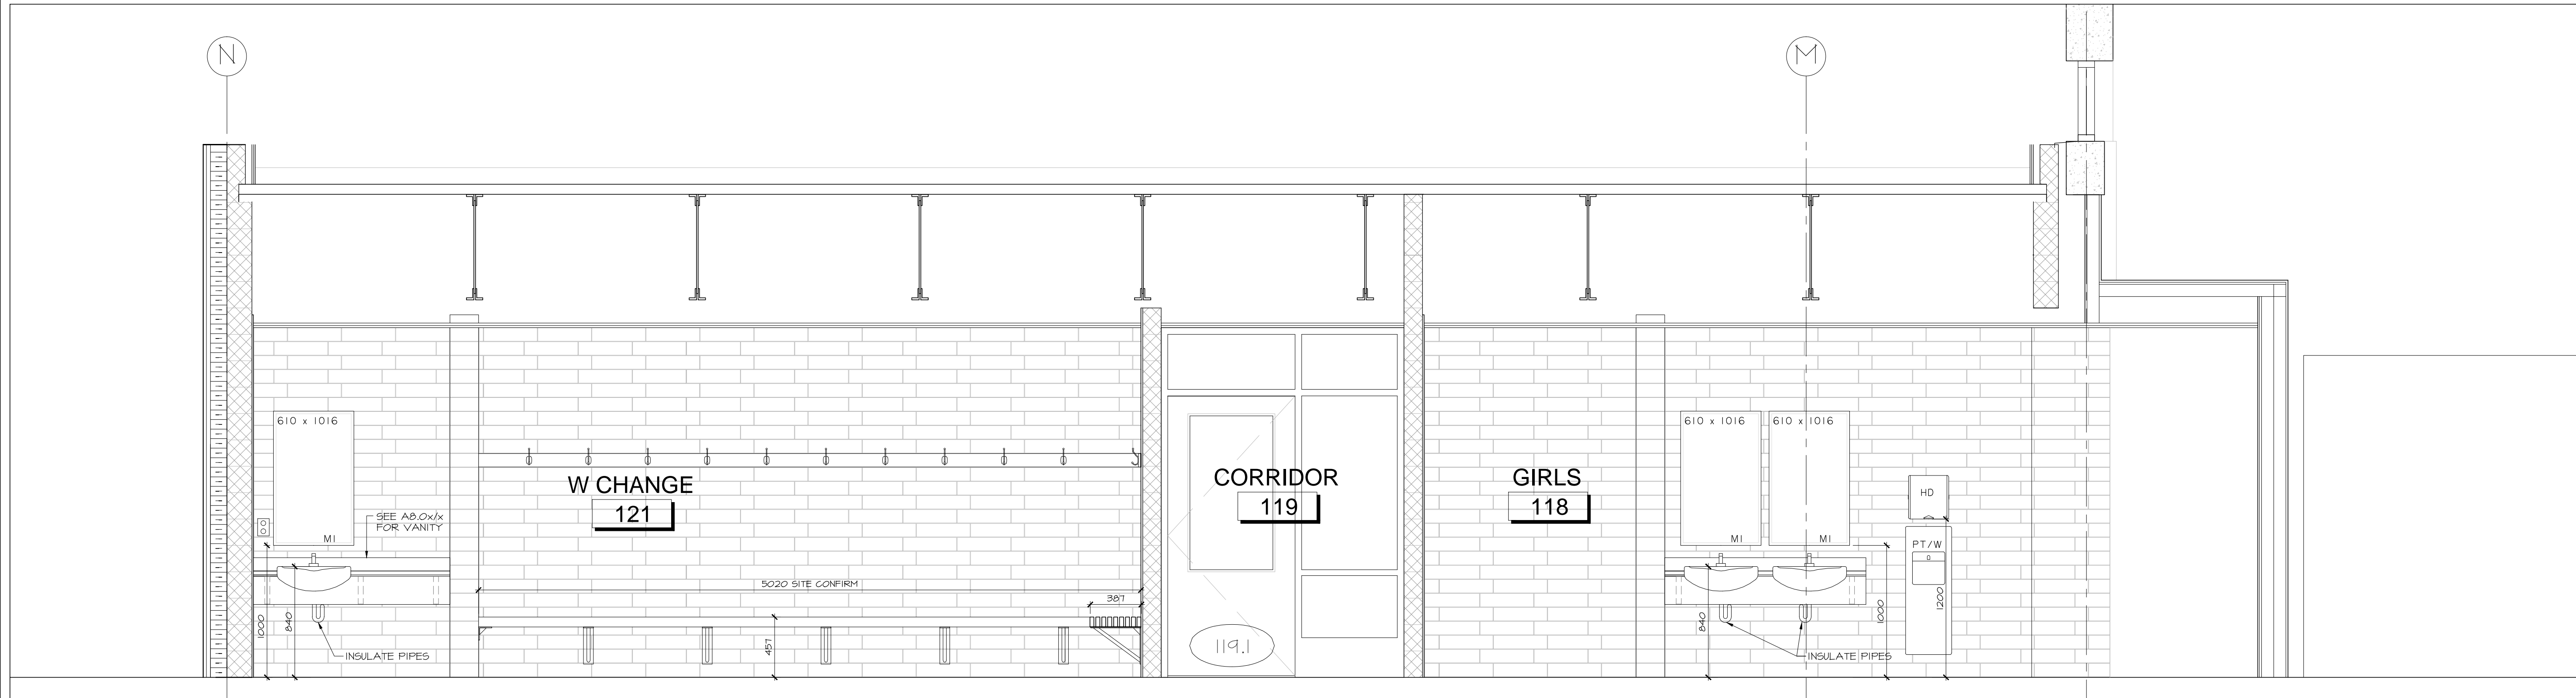 N
M
610 x 1016
MI
SEE A8.0x/x
FOR VANITY
1000
840
INSULATE PIPES
W CHANGE
121
5020 SITE CONFIRM
387
457
CORRIDOR
119
119.1
GIRLS
118
610 x 1016
610 x 1016
MI
MI
840
1000
INSULATE PIPES
HD
PT/W
1200